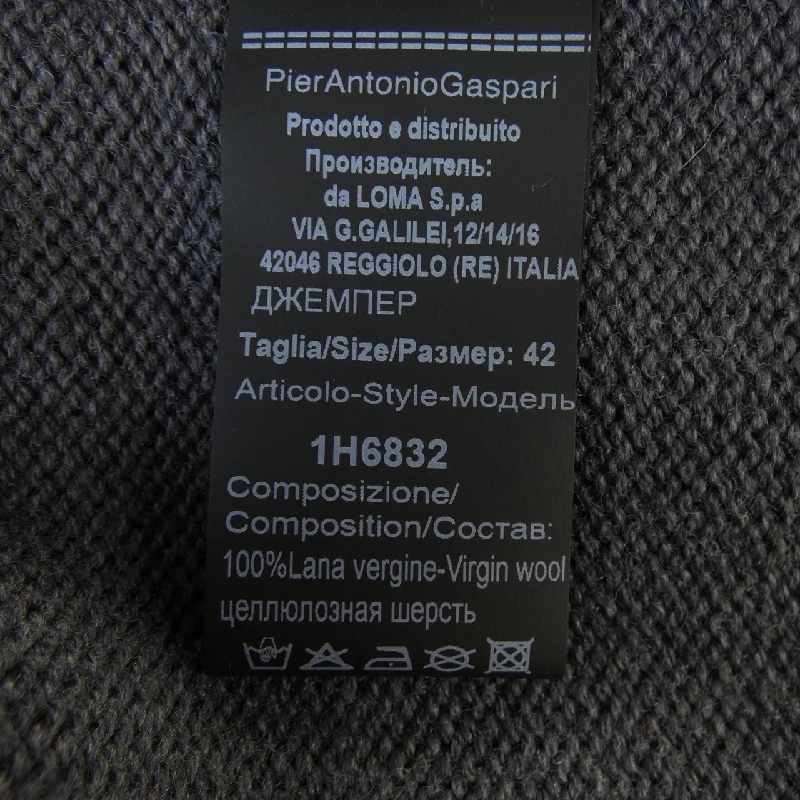 PierAntonioGaspari
Prodotto e distribuito
Производитель:
da LOMA S.p.a
VIA G.GALILEI,12/14/16
42046 REGGIOLO (RE) ITALIA
ДЖЕМПЕР
Taglia/Size/Размер: 42
Articolo-Style-Модель
1H6832
Composizione/
Composition/Состав:
100%Lana vergine-Virgin wool
целлюлозная шерсть